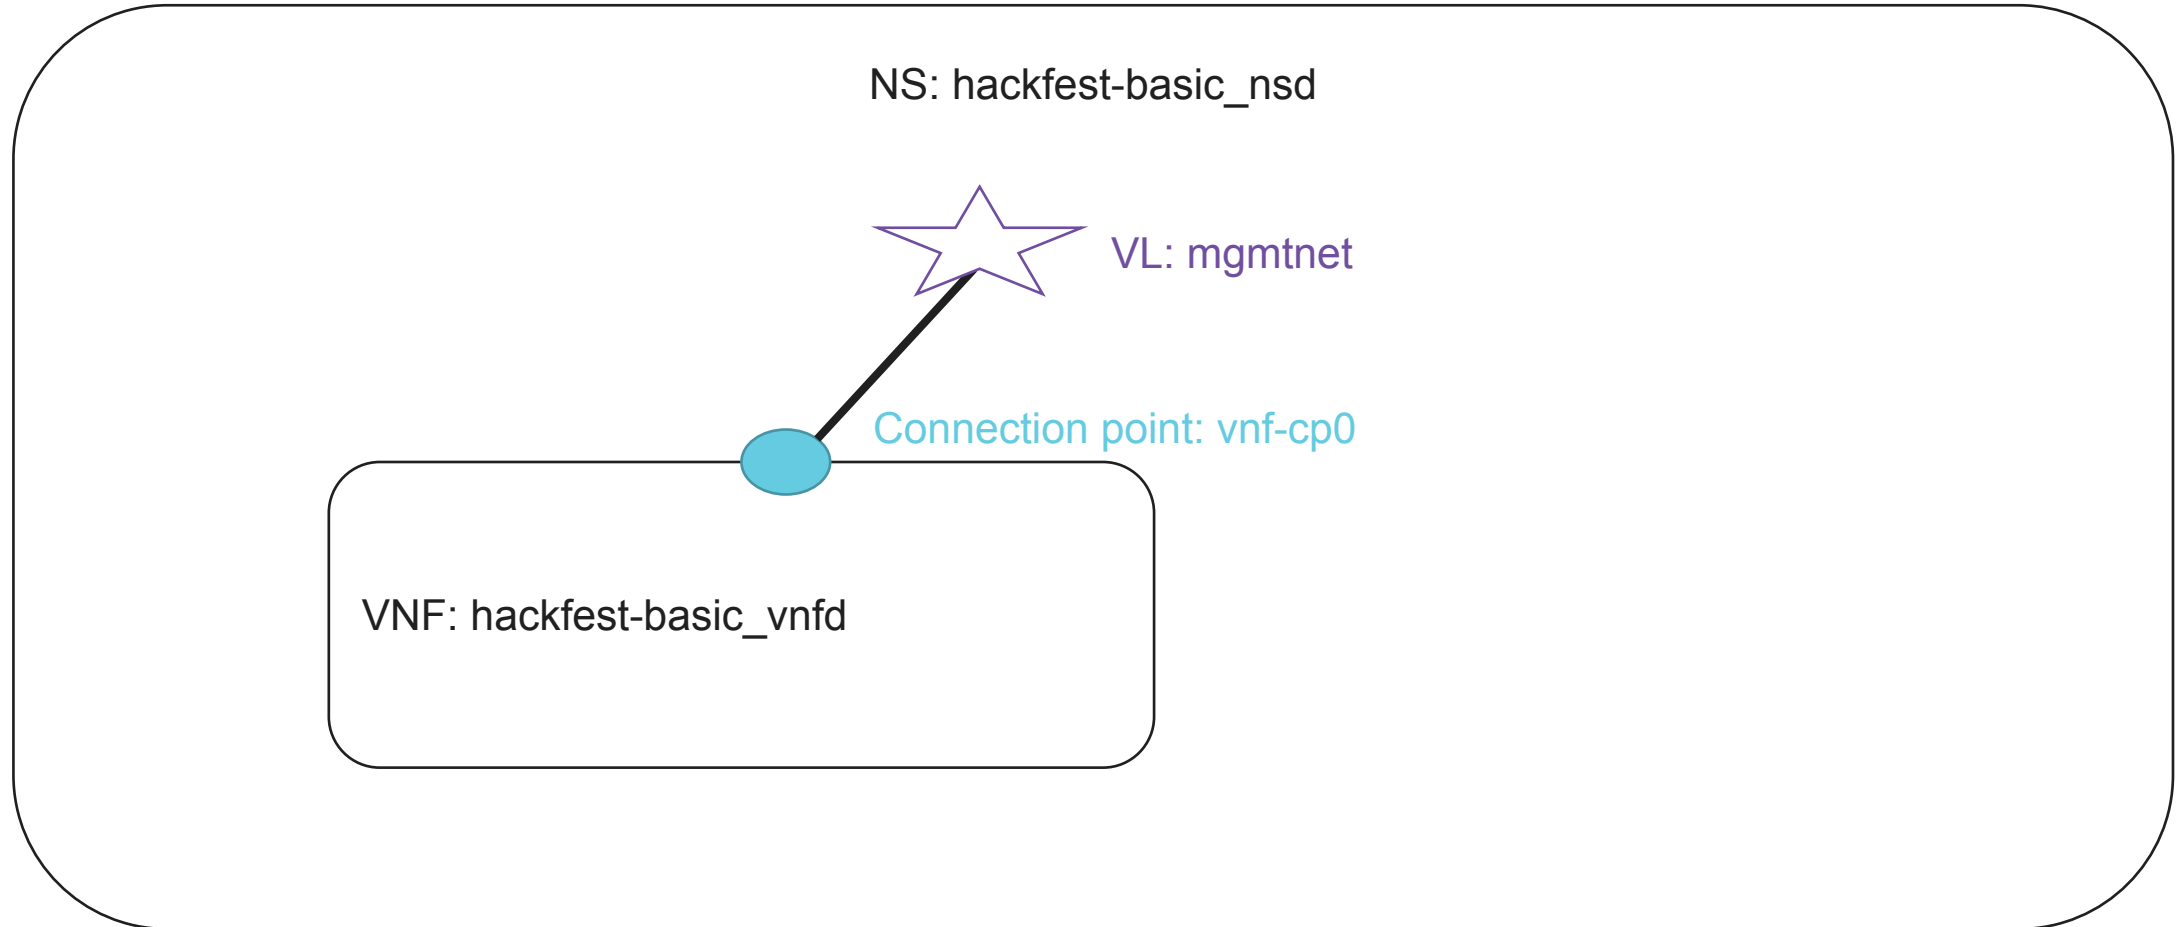 NS: hackfest-basic_nsd
VL: mgmtnet
Connection point: vnf-cp0
VNF: hackfest-basic_vnfd